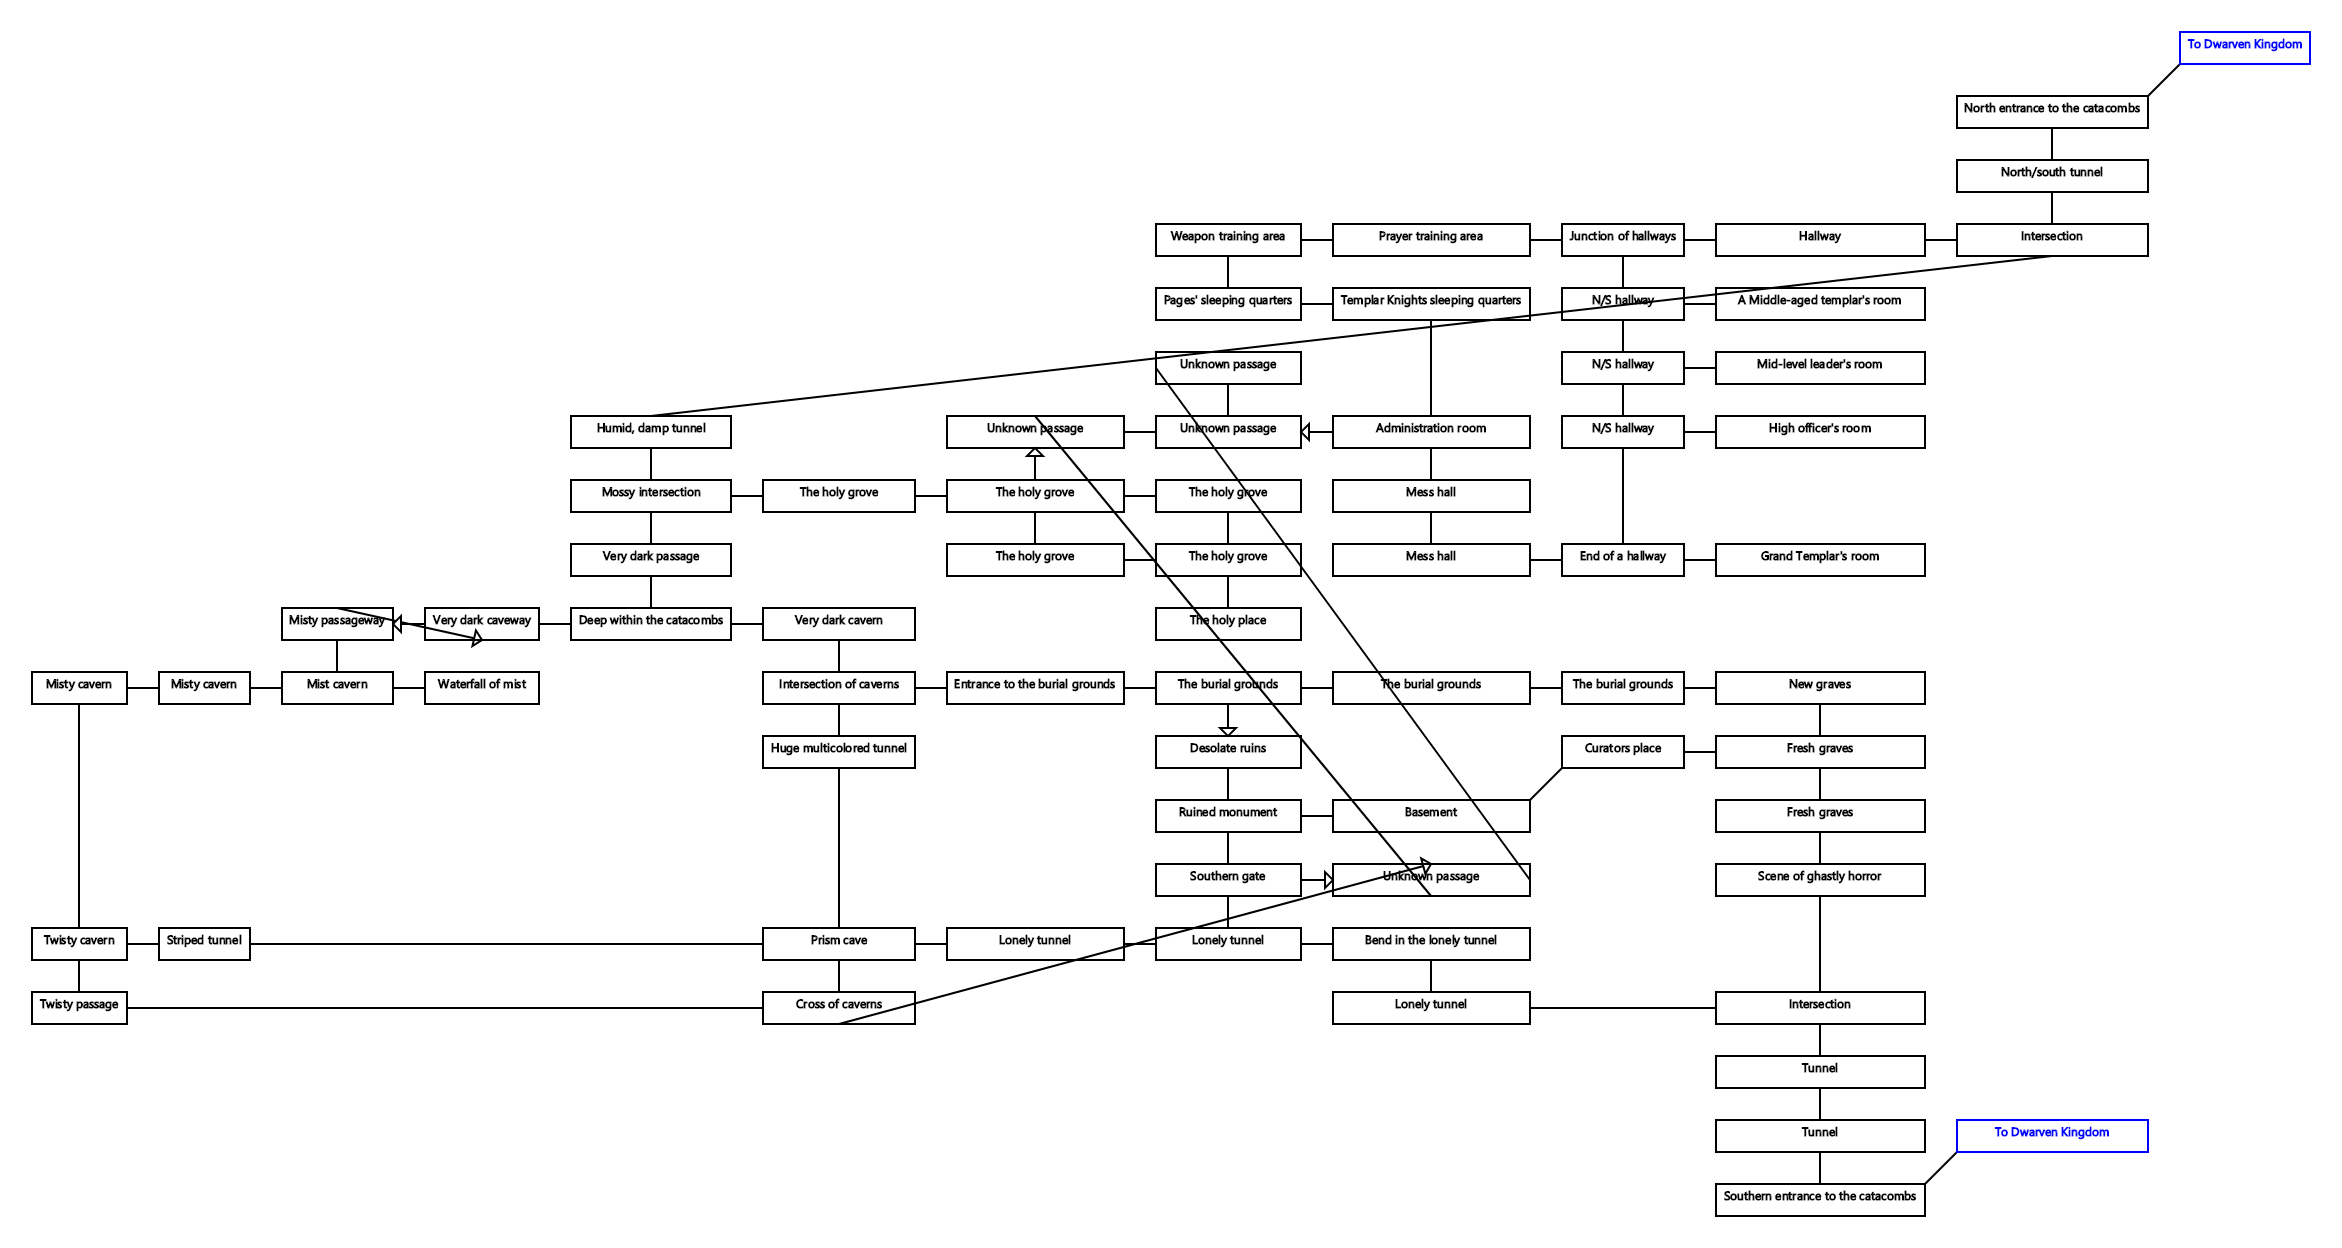 To Dwarven Kingdom
North entrance to the catacombs
North/south tunnel
Weapon training area
Prayer training area
Junction of hallways
Hallway
Intersection
Pages' sleeping quarters
Templar Knights sleeping quarters
N/S hallway
A Middle-aged templar's room
Unknown passage
N/S hallway
Mid-level leader's room
Humid, damp tunnel
Unknown passage
Unknown passage
Administration room
N/S hallway
High officer's room
Mossy intersection
The holy grove
The holy grove
The holy grove
Mess hall
Very dark passage
The holy grove
The holy grove
Mess hall
End of a hallway
Grand Templar's room
Misty passageway
Very dark caveway
Deep within the catacombs
Very dark cavern
The holy place
Misty cavern
Misty cavern
Mist cavern
Waterfall of mist
Intersection of caverns
Entrance to the burial grounds
The burial grounds
The burial grounds
The burial grounds
New graves
Huge multicolored tunnel
Desolate ruins
Curators place
Fresh graves
Ruined monument
Basement
Fresh graves
Southern gate
Unknown passage
Scene of ghastly horror
Twisty cavern
Striped tunnel
Prism cave
Lonely tunnel
Lonely tunnel
Bend in the lonely tunnel
Twisty passage
Cross of caverns
Lonely tunnel
Intersection
Tunnel
Tunnel
To Dwarven Kingdom
Southern entrance to the catacombs